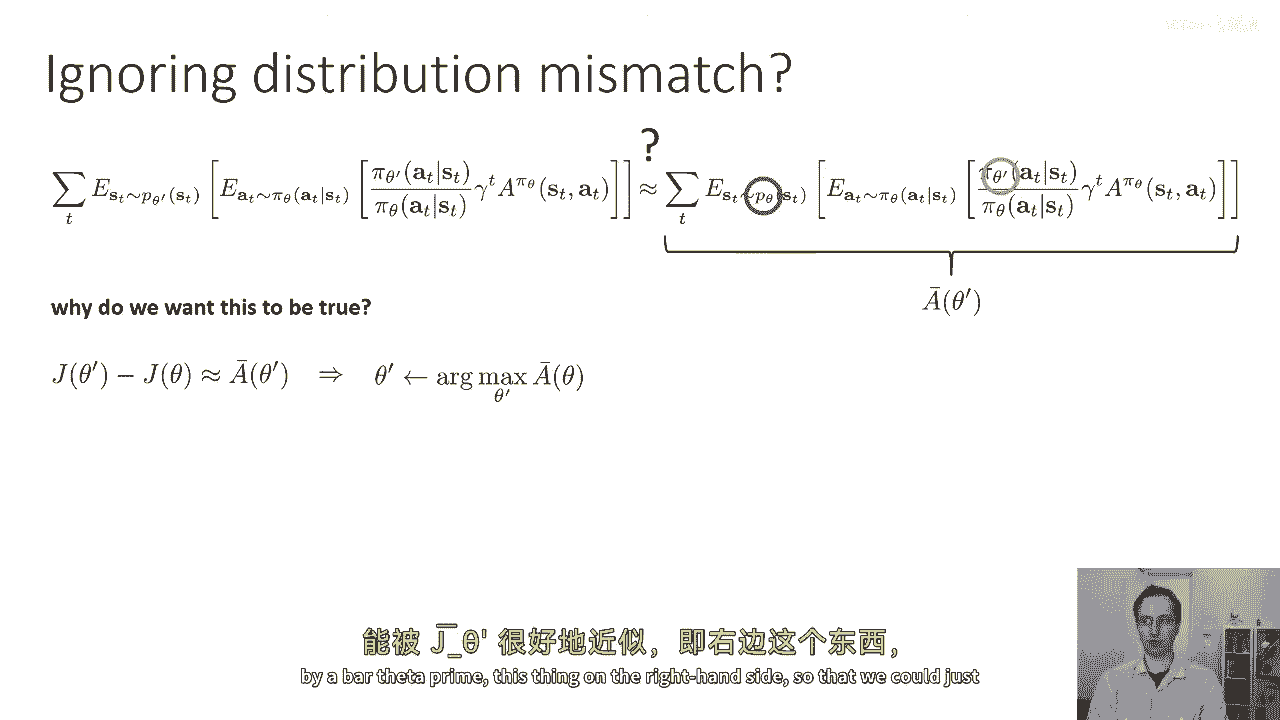 Ignoring distribution mismatch?
?
\sum_t E_{\mathbf{s}_t \sim p_{\theta'}(\mathbf{s}_t)} \left[ E_{\mathbf{a}_t \sim \pi_\theta(\mathbf{a}_t|\mathbf{s}_t)} \left[ \frac{\pi_{\theta'}(\mathbf{a}_t|\mathbf{s}_t)}{\pi_\theta(\mathbf{a}_t|\mathbf{s}_t)} \gamma^t A^{\pi_\theta}(\mathbf{s}_t, \mathbf{a}_t) \right] \right] \approx \sum_t E_{\mathbf{s}_t \sim p_\theta(\mathbf{s}_t)} \left[ E_{\mathbf{a}_t \sim \pi_\theta(\mathbf{a}_t|\mathbf{s}_t)} \left[ \frac{\pi_{\theta'}(\mathbf{a}_t|\mathbf{s}_t)}{\pi_\theta(\mathbf{a}_t|\mathbf{s}_t)} \gamma^t A^{\pi_\theta}(\mathbf{s}_t, \mathbf{a}_t) \right] \right]
\bar{A}(\theta')
why do we want this to be true?
J(\theta') - J(\theta) \approx \bar{A}(\theta') \Rightarrow \theta' \leftarrow \arg\max_{\theta'} \bar{A}(\theta)
能被 J_θ' 很好地近似，即右边这个东西，
by a bar theta prime, this thing on the right-hand side, so that we could just